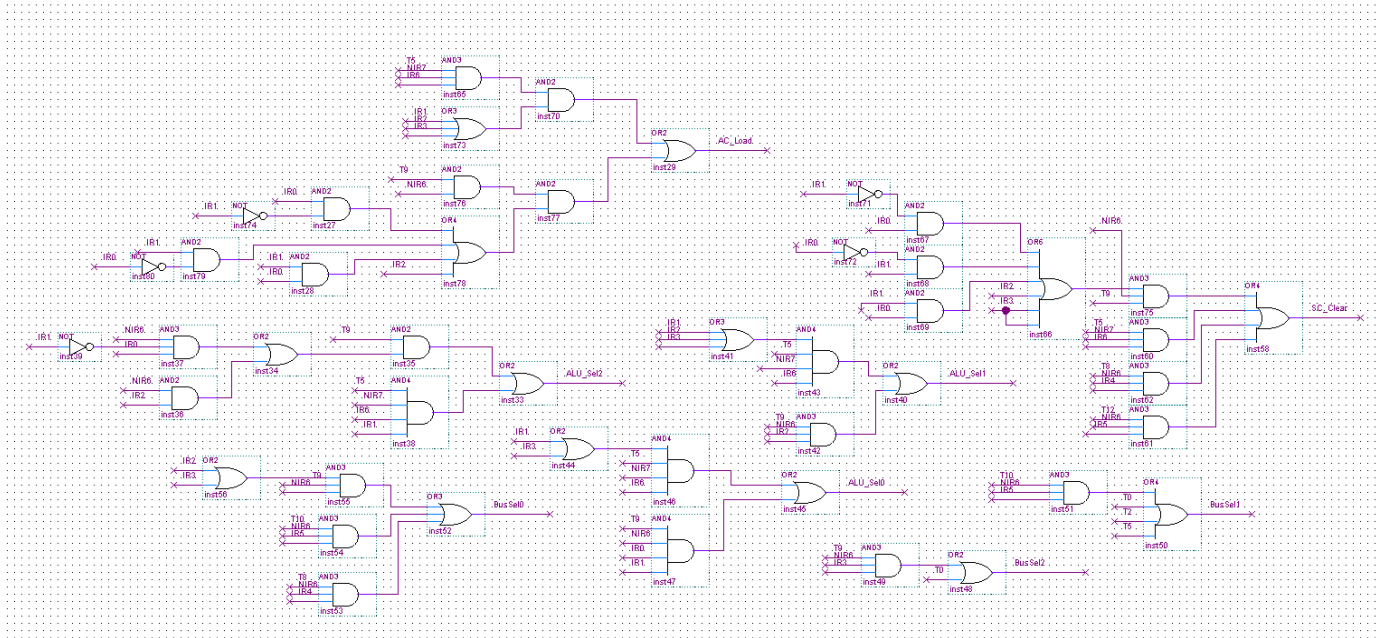 T5
NIR7
IR6
AND3
inst65
AND2
inst70
IR1
IR2
IR3
OR3
inst73
OR2
inst29
AC_Load
T9
NIR6
AND2
inst76
AND2
inst77
IR0
IR1
NOT
inst74
AND2
inst27
IR1
IR0
NOT
inst80
AND2
inst79
IR1
IR0
AND2
inst28
IR2
OR4
inst78
IR1
NOT
inst71
IR0
AND2
inst67
IR0
NOT
inst72
IR1
AND2
inst68
IR1
IR0
AND2
inst69
IR2
IR3
inst66
NIR6
T9
AND3
inst75
T5
NIR7
IR6
AND3
inst60
T8
NIR6
IR4
AND3
inst62
T12
NIR6
IR5
AND3
inst61
OR4
inst58
SC_Clear
IR1
NOT
inst39
NIR6
IR0
AND3
inst37
NIR6
IR2
AND2
inst36
OR2
inst34
T9
AND2
inst35
T5
NIR7
IR6
IR1
AND4
inst38
OR2
inst33
ALU_Sel2
IR1
IR2
IR3
OR3
inst41
T5
NIR7
IR6
AND4
inst43
T9
NIR6
IR2
AND3
inst42
OR2
inst40
ALU_Sel1
IR2
IR3
OR2
inst56
T9
NIR6
AND3
inst55
T10
NIR6
IR5
AND3
inst54
T8
NIR6
IR4
AND3
inst53
OR3
inst52
BusSel0
IR1
IR3
OR2
inst44
T5
NIR7
IR6
AND4
inst46
T9
NIR6
IR0
IR1
AND4
inst47
OR2
inst45
ALU_Sel0
T9
NIR6
IR3
AND3
inst49
T0
OR2
inst48
BusSel2
T10
NIR6
IR5
AND3
inst51
T0
T2
T5
OR4
inst50
BusSel1